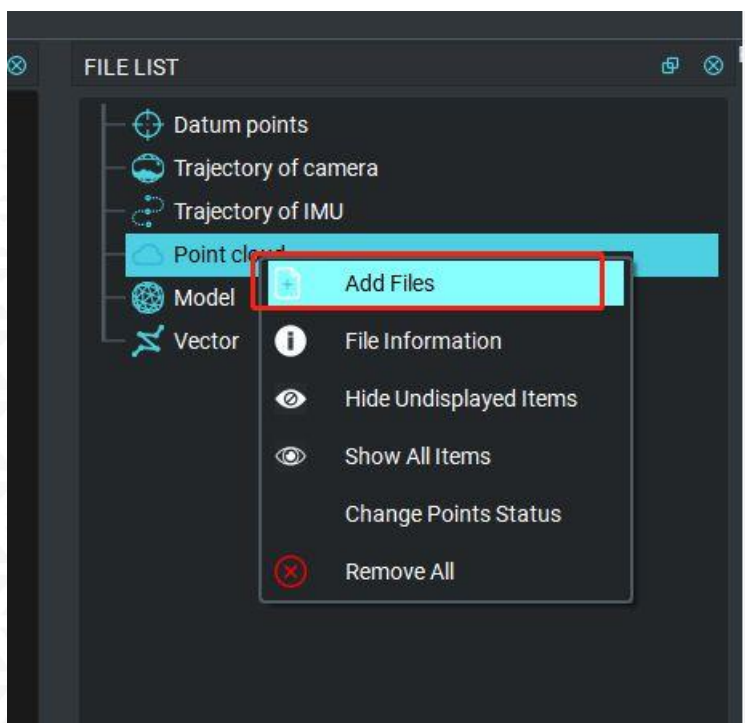 FILE LIST
Datum points
Trajectory of camera
Trajectory of IMU
Point cloud
Add Files
Model
File Information
Vector
Hide Undisplayed Items
Show All Items
Change Points Status
Remove All